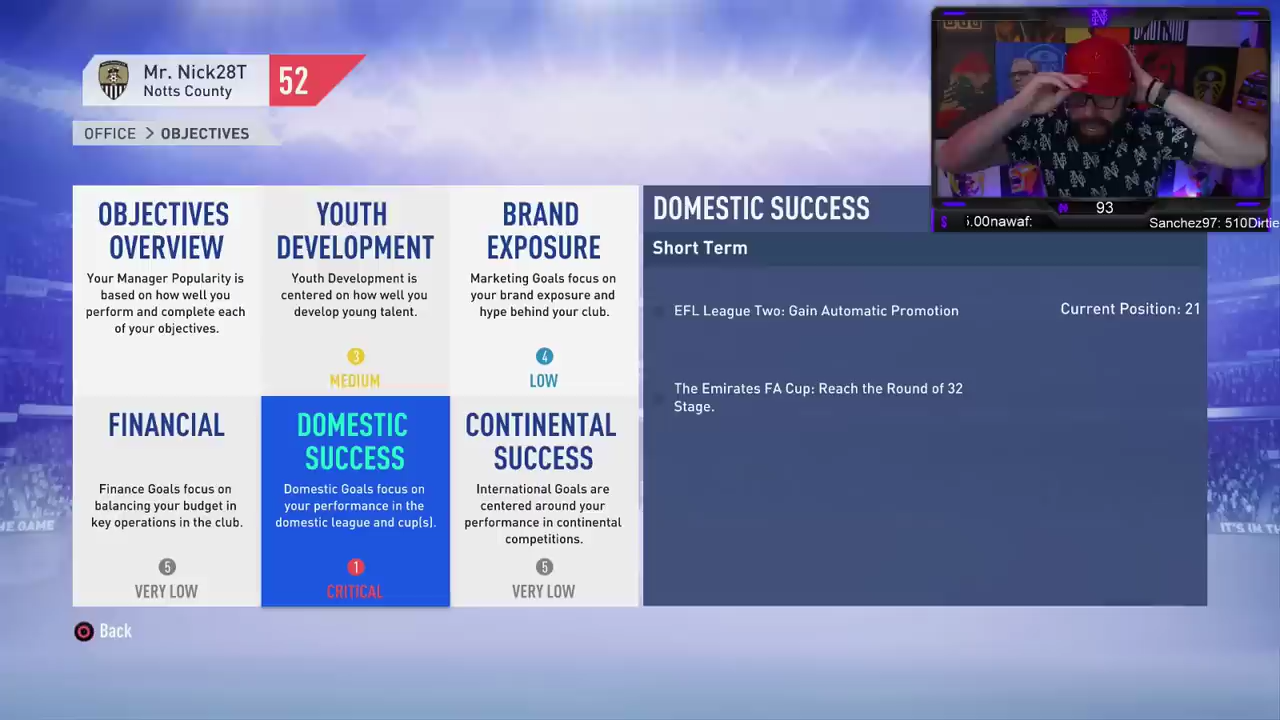 Mr. Nick28T
Notts County
52
OFFICE > OBJECTIVES
OBJECTIVES
OVERVIEW
Your Manager Popularity is
based on how well you
perform and complete each
of your objectives.
YOUTH
DEVELOPMENT
Youth Development is
centered on how well you
develop young talent.
3
MEDIUM
BRAND
EXPOSURE
Marketing Goals focus on
your brand exposure and
hype behind your club.
4
LOW
FINANCIAL
Finance Goals focus on
balancing your budget in
key operations in the club.
5
VERY LOW
DOMESTIC
SUCCESS
Domestic Goals focus on
your performance in the
domestic league and cup(s).
1
CRITICAL
CONTINENTAL
SUCCESS
International Goals are
centered around your
performance in continental
competitions.
5
VERY LOW
DOMESTIC SUCCESS
Short Term
EFL League Two: Gain Automatic Promotion
Current Position: 21
The Emirates FA Cup: Reach the Round of 32
Stage.
93
.00nawaf:
Sanchez97: 510Dirtie
HE GAME
IT'S IN TH
Back